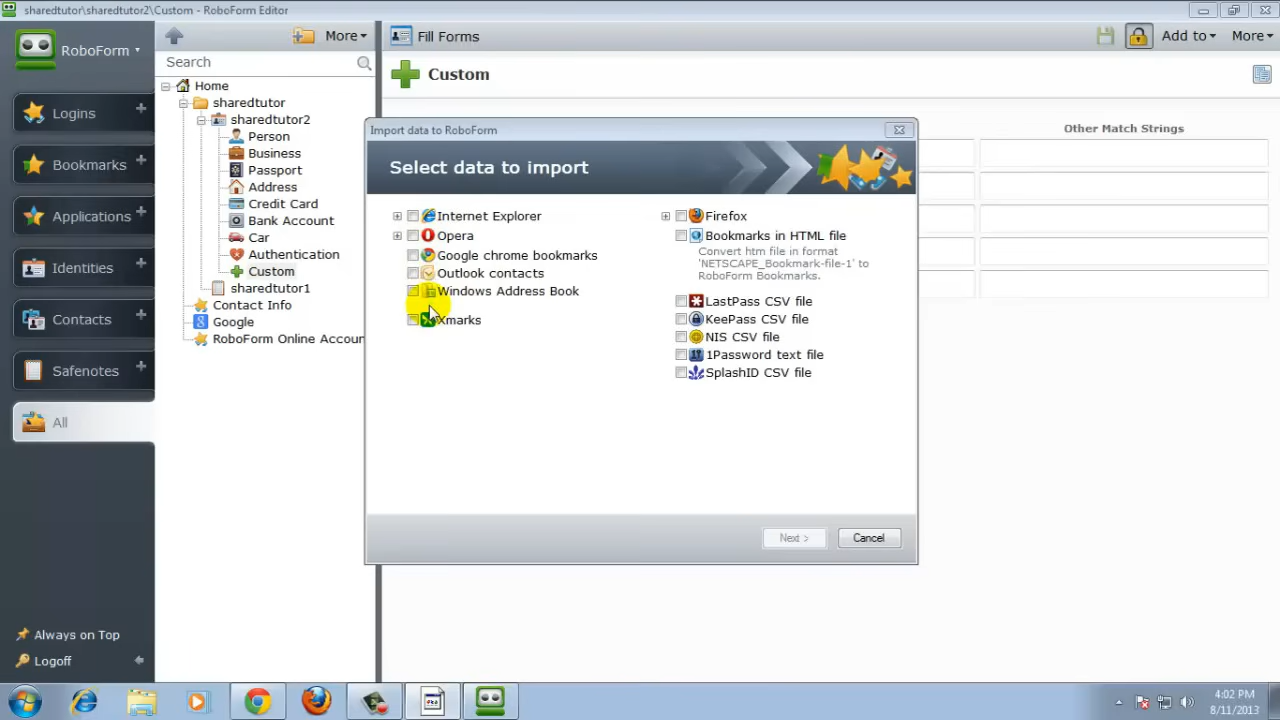 sharedtutor\sharedtutor2\Custom - RoboForm Editor
RoboForm
More
Fill Forms
Add to
More
Search
Custom
Home
sharedtutor
sharedtutor2
Person
Business
Passport
Address
Credit Card
Bank Account
Car
Authentication
Custom
sharedtutor1
Contact Info
Google
RoboForm Online Accoun
Logins
Bookmarks
Applications
Identities
Contacts
Safenotes
All
Always on Top
Logoff
Other Match Strings
Import data to RoboForm
Select data to import
Internet Explorer
Opera
Google chrome bookmarks
Outlook contacts
Windows Address Book
Xmarks
Firefox
Bookmarks in HTML file
Convert htm file in format
'NETSCAPE_Bookmark-file-1' to
RoboForm Bookmarks.
LastPass CSV file
KeePass CSV file
NIS CSV file
1Password text file
SplashID CSV file
Next >
Cancel
4:02 PM
8/11/2013